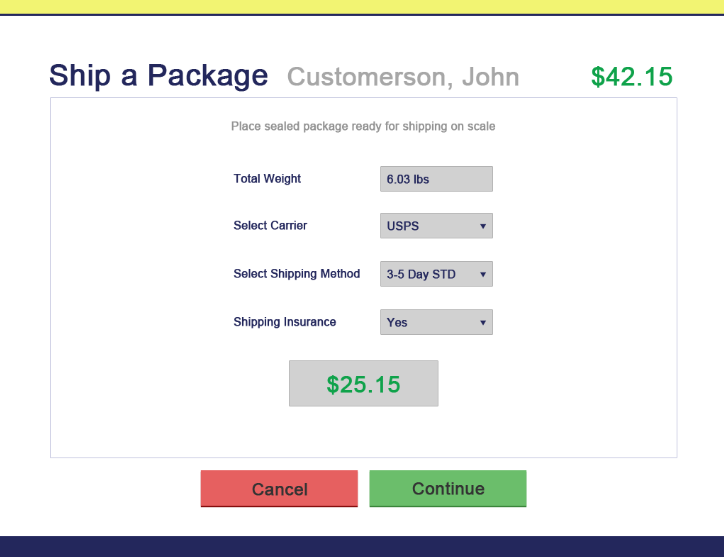 Ship a Package Customerson, John $42.15
Place sealed package ready for shipping on scale
Total Weight 6.03 lbs
Select Carrier USPS
Select Shipping Method 3-5 Day STD
Shipping Insurance Yes
$25.15
Cancel Continue